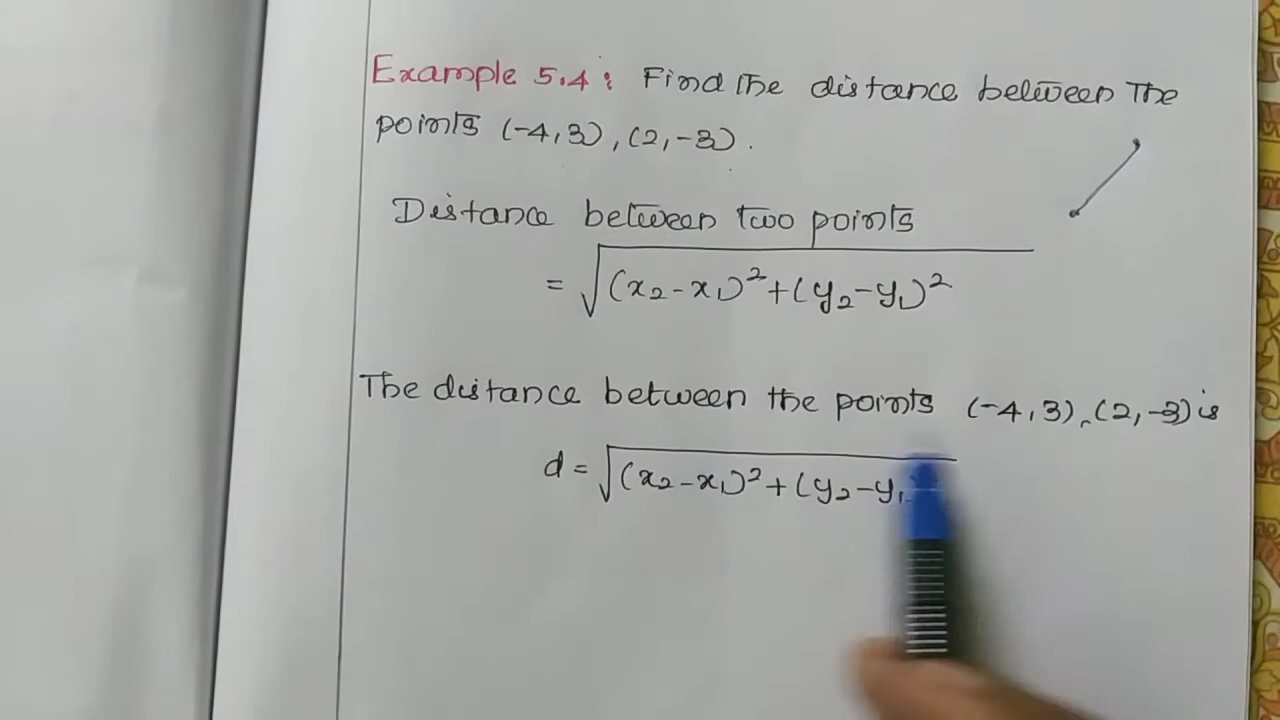 Example 5.4: Find the distance between the
points (-4,3), (2,-3).
Distance between two points
= √(x₂-x₁)²+(y₂-y₁)²
The distance between the points (-4,3), (2,-3) is
d = √(x₂-x₁)²+(y₂-y₁